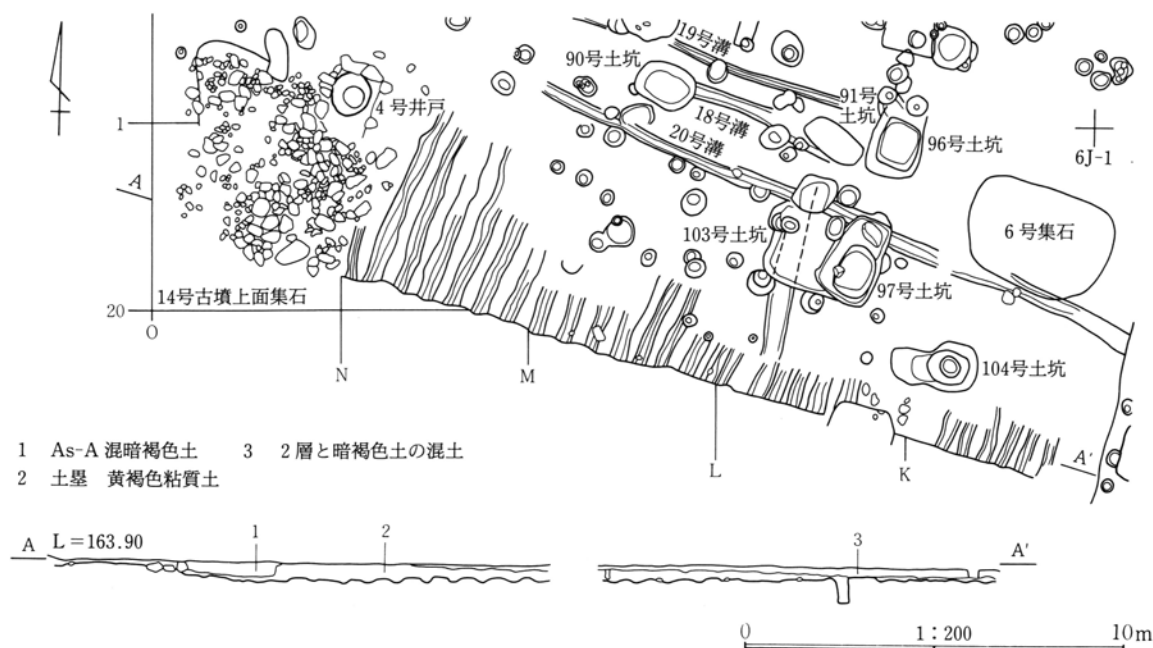 19号溝
90号土坑
4号井戸
91号
土坑
18号溝
96号土坑
20号溝
1
6J-1
A
6号集石
103号土坑
97号土坑
14号古墳上面集石
20
O
N
M
104号土坑
L
K
A′
1 As-A 混暗褐色土 3 2層と暗褐色土の混土
2 土塁 黄褐色粘質土
A L=163.90 1 2 3 A′
0 1:200 10m